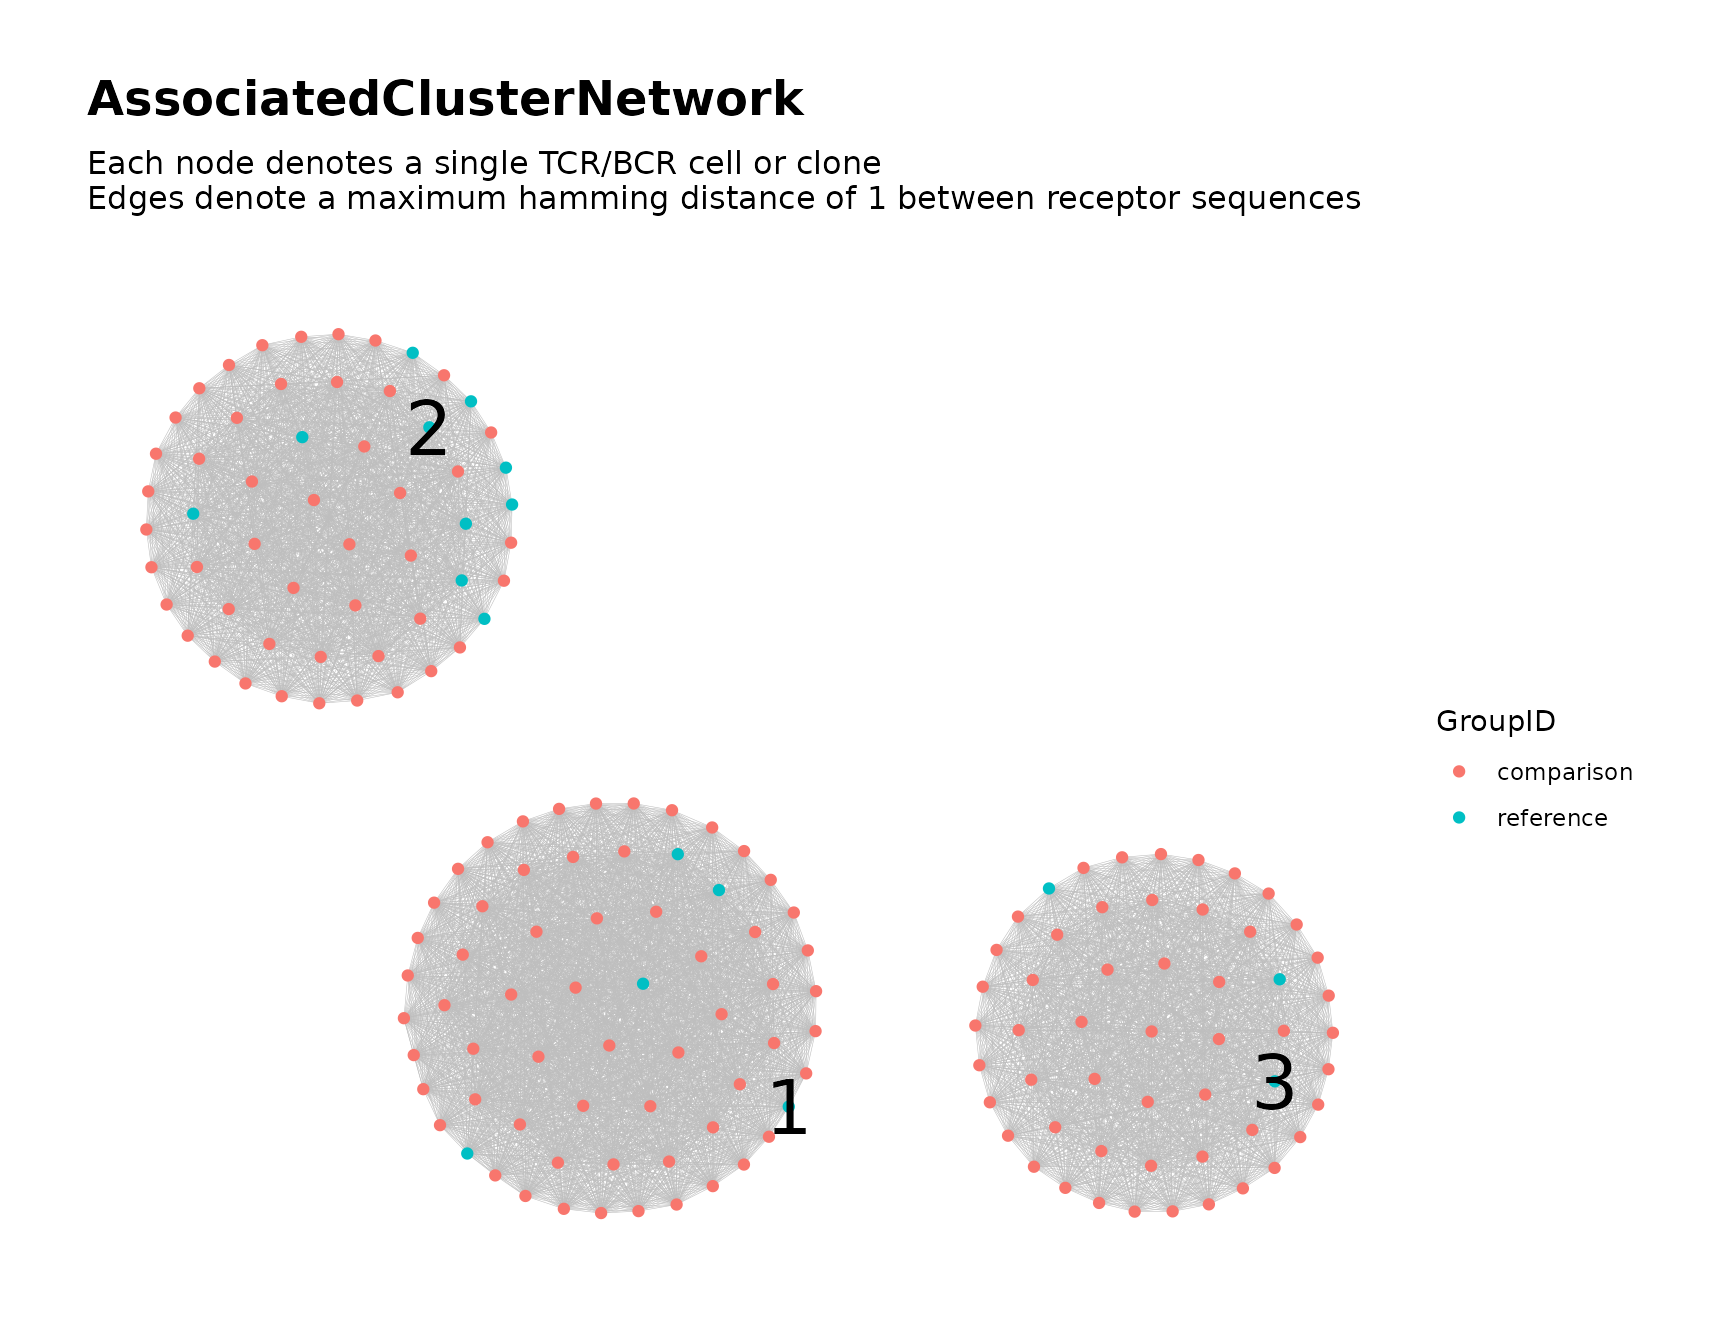 AssociatedClusterNetwork
Each node denotes a single TCR/BCR cell or clone
Edges denote a maximum hamming distance of 1 between receptor sequences
2
GroupID
comparison
reference
1
3